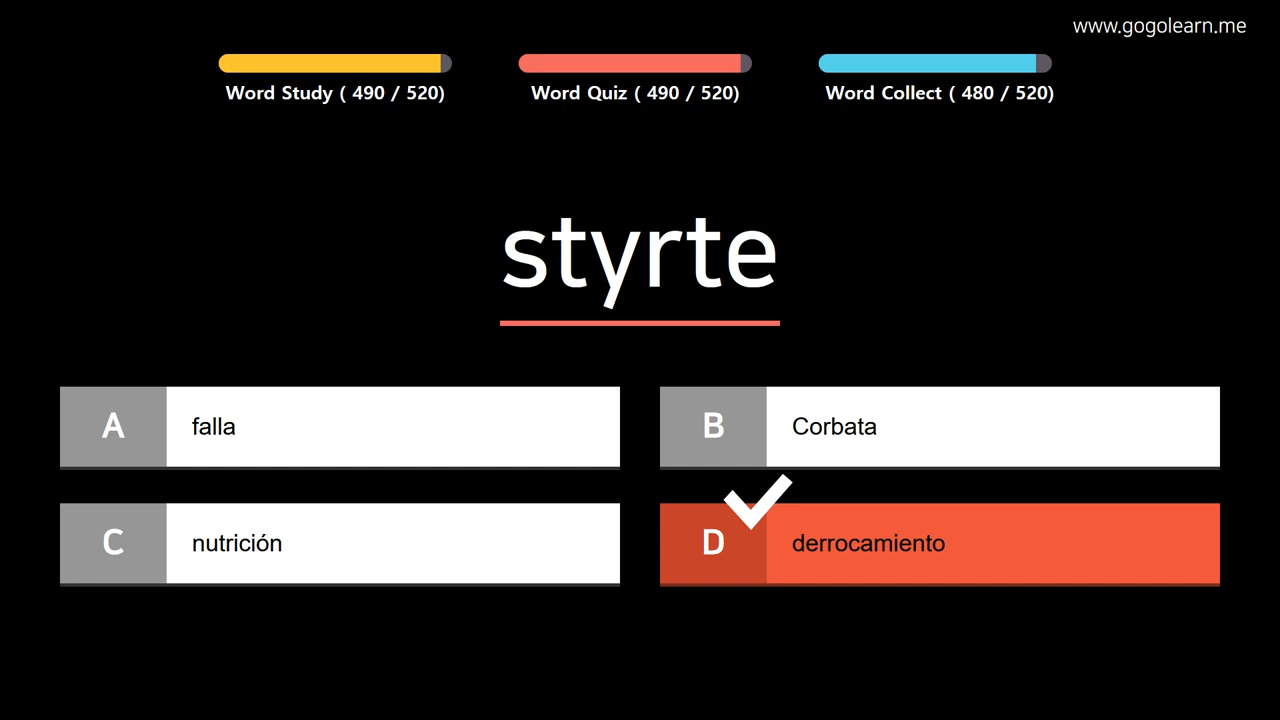 www.gogolearn.me
Word Study ( 490 / 520)
Word Quiz ( 490 / 520)
Word Collect ( 480 / 520)
styrte
A falla
B Corbata
C nutrición
D derrocamiento